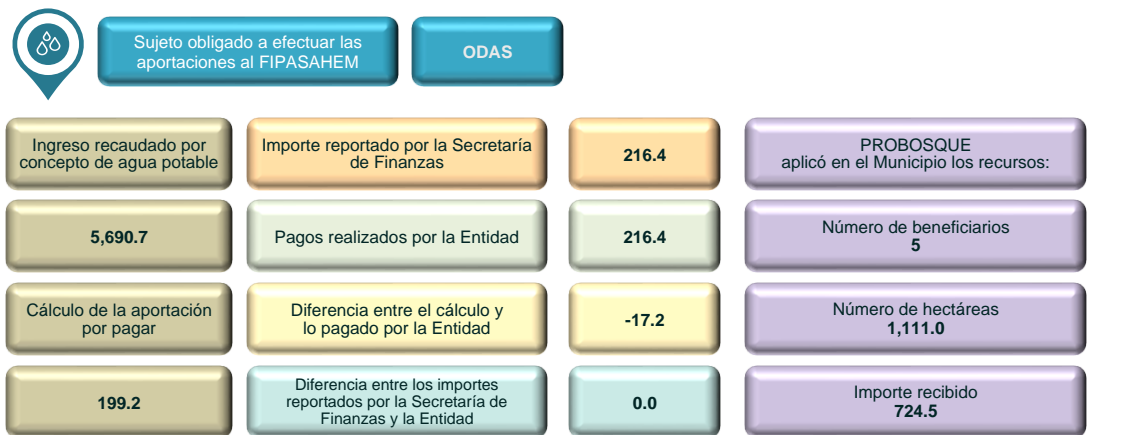 Sujeto obligado a efectuar las
aportaciones al FIPASAHEM
ODAS
Ingreso recaudado por
concepto de agua potable
5,690.7
Cálculo de la aportación
por pagar
199.2
Importe reportado por la Secretaría
de Finanzas
216.4
Pagos realizados por la Entidad
216.4
Diferencia entre el cálculo y
lo pagado por la Entidad
-17.2
Diferencia entre los importes
reportados por la Secretaría de
Finanzas y la Entidad
0.0
PROBOSQUE
aplicó en el Municipio los recursos:
Número de beneficiarios
5
Número de hectáreas
1,111.0
Importe recibido
724.5